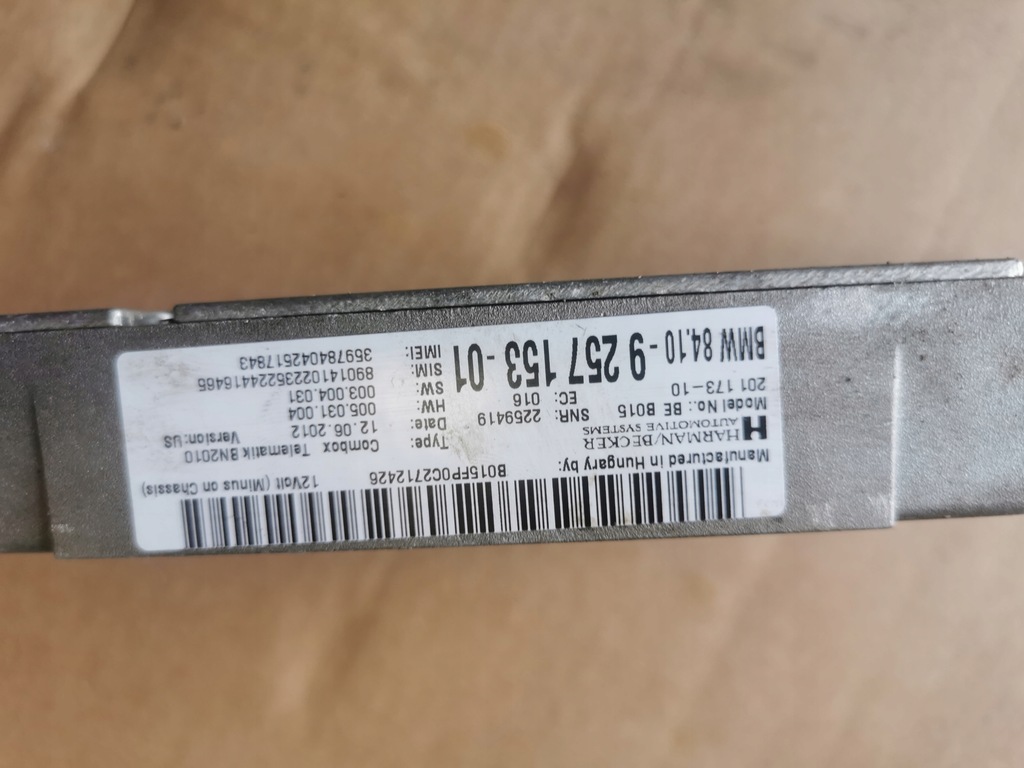 B015FP0C2712426
12Volt (Minus on Chassis)
Manufactured in Hungary by:
HARMAN/BECKER
AUTOMOTIVE SYSTEMS
Model No.: BE B015
201 173-10
SNR: 2259419
EC: 016
Type: Combox Telematik BN2010
Version:US
Date: 12.06.2012
HW: 005.031.004
SW: 003.004.031
SIM: 89014102235224418465
IMEI: 359784042517843
BMW 84.10- 9 257 153 -01